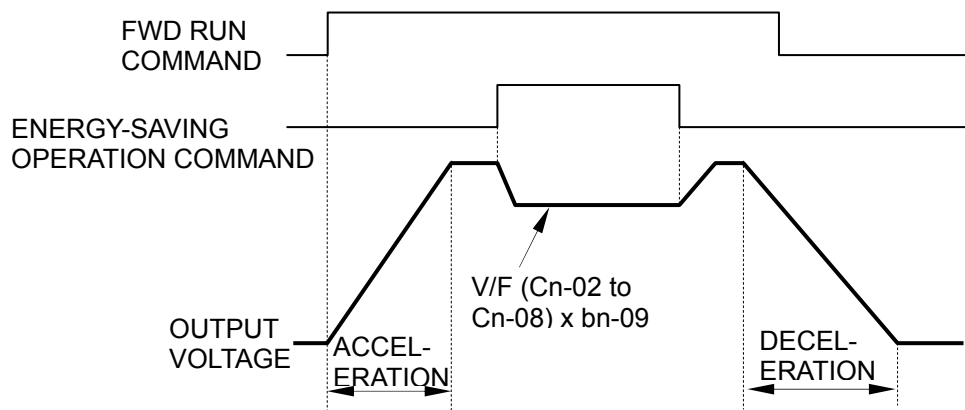 FWD RUN
COMMAND
ENERGY-SAVING
OPERATION COMMAND
V/F (Cn-02 to
Cn-08) x bn-09
OUTPUT
VOLTAGE
ACCEL-
ERATION
DECEL-
ERATION